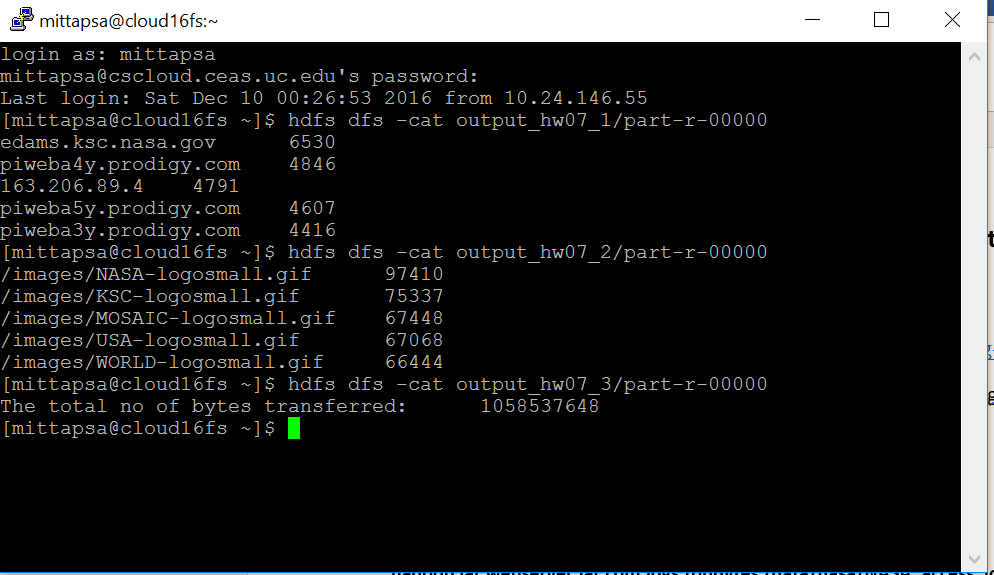 mittapsa@cloud16fs:~
login as: mittapsa
mittapsa@cscloud.ceas.uc.edu's password:
Last login: Sat Dec 10 00:26:53 2016 from 10.24.146.55
[mittapsa@cloud16fs ~]$ hdfs dfs -cat output_hw07_1/part-r-00000
edams.ksc.nasa.gov 6530
piweba4y.prodigy.com 4846
163.206.89.4 4791
piweba5y.prodigy.com 4607
piweba3y.prodigy.com 4416
[mittapsa@cloud16fs ~]$ hdfs dfs -cat output_hw07_2/part-r-00000
/images/NASA-logosmall.gif 97410
/images/KSC-logosmall.gif 75337
/images/MOSAIC-logosmall.gif 67448
/images/USA-logosmall.gif 67068
/images/WORLD-logosmall.gif 66444
[mittapsa@cloud16fs ~]$ hdfs dfs -cat output_hw07_3/part-r-00000
The total no of bytes transferred: 1058537648
[mittapsa@cloud16fs ~]$